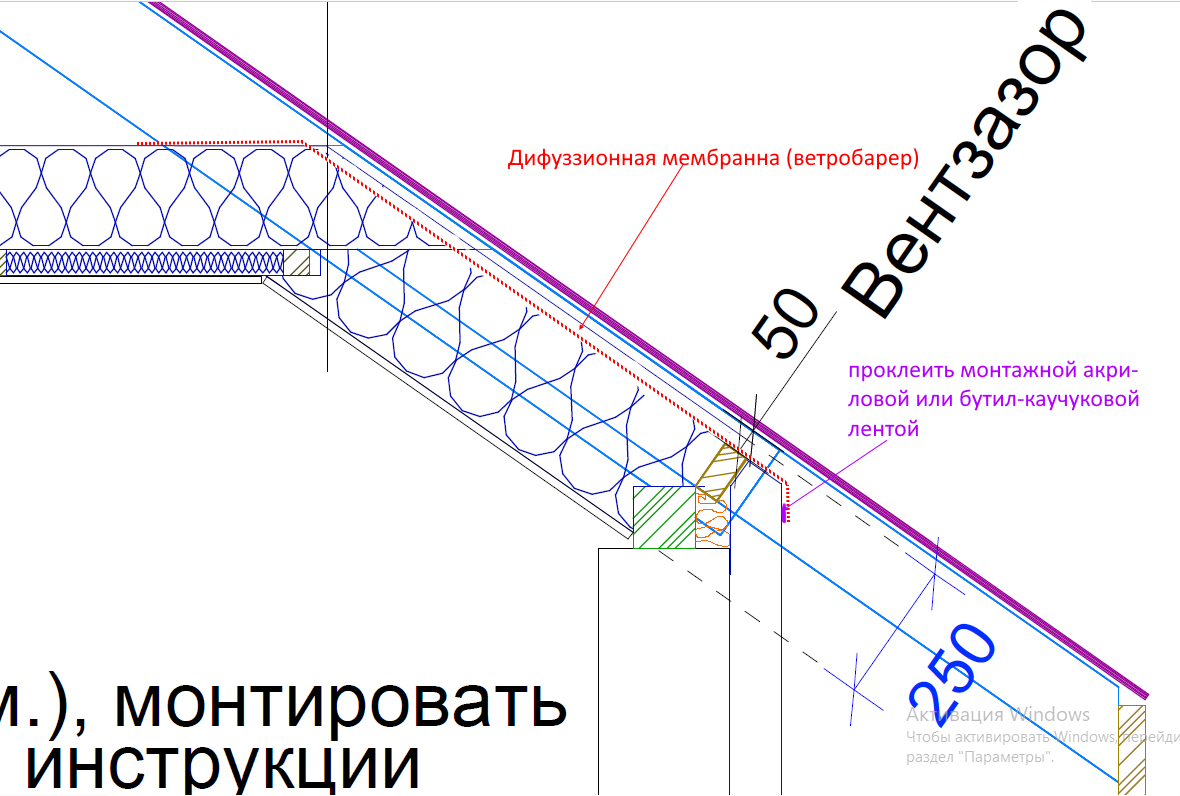 Дифуззионная мембранна (ветробарер)
Вентзазор
50
проклеить монтажной акри-
ловой или бутил-каучуковой
лентой
250
м.), монтировать
инструкции
Активация Windows
Чтобы активировать Windows, перейди
раздел "Параметры".